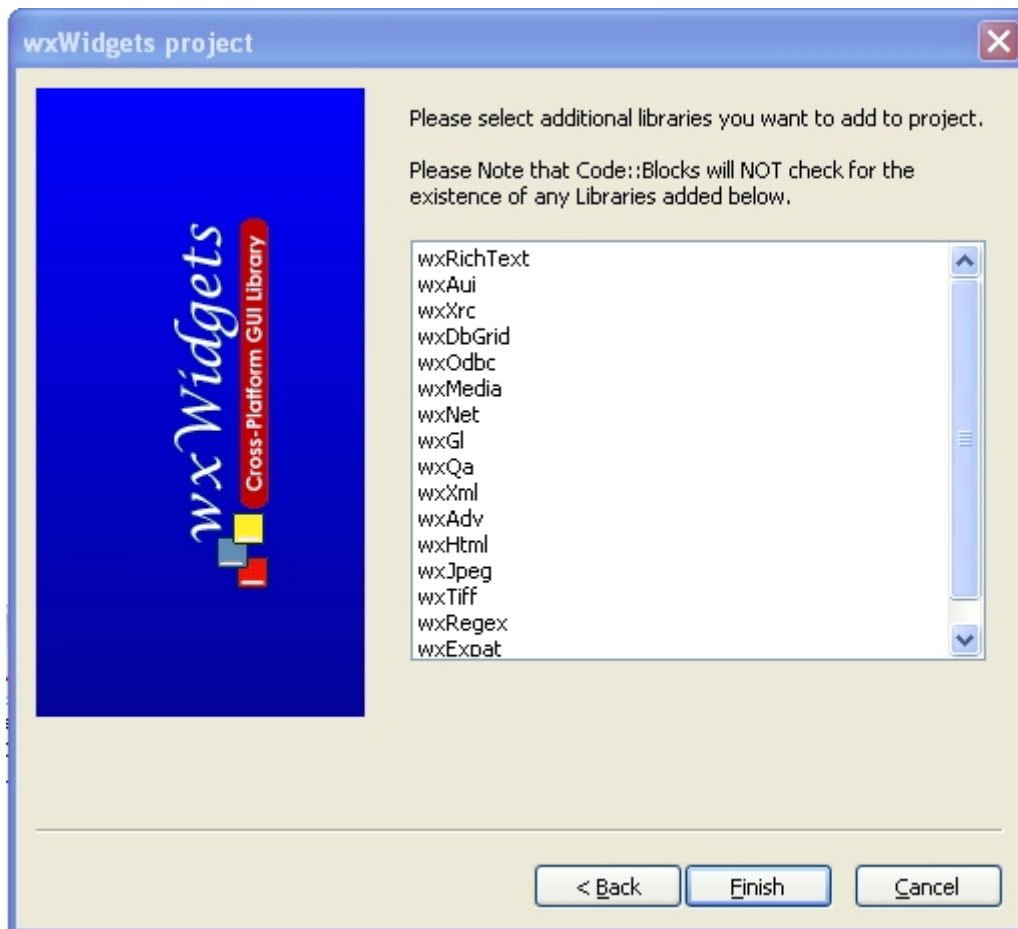 wxWidgets project
wxWidgets
Cross-Platform GUI Library
Please select additional libraries you want to add to project.
Please Note that Code::Blocks will NOT check for the
existence of any Libraries added below.
wxRichText
wxAui
wxXrc
wxDbGrid
wxOdbc
wxMedia
wxNet
wxGl
wxQa
wxXml
wxAdv
wxHtml
wxJpeg
wxTiff
wxRegex
wxExpat
< Back
Finish
Cancel